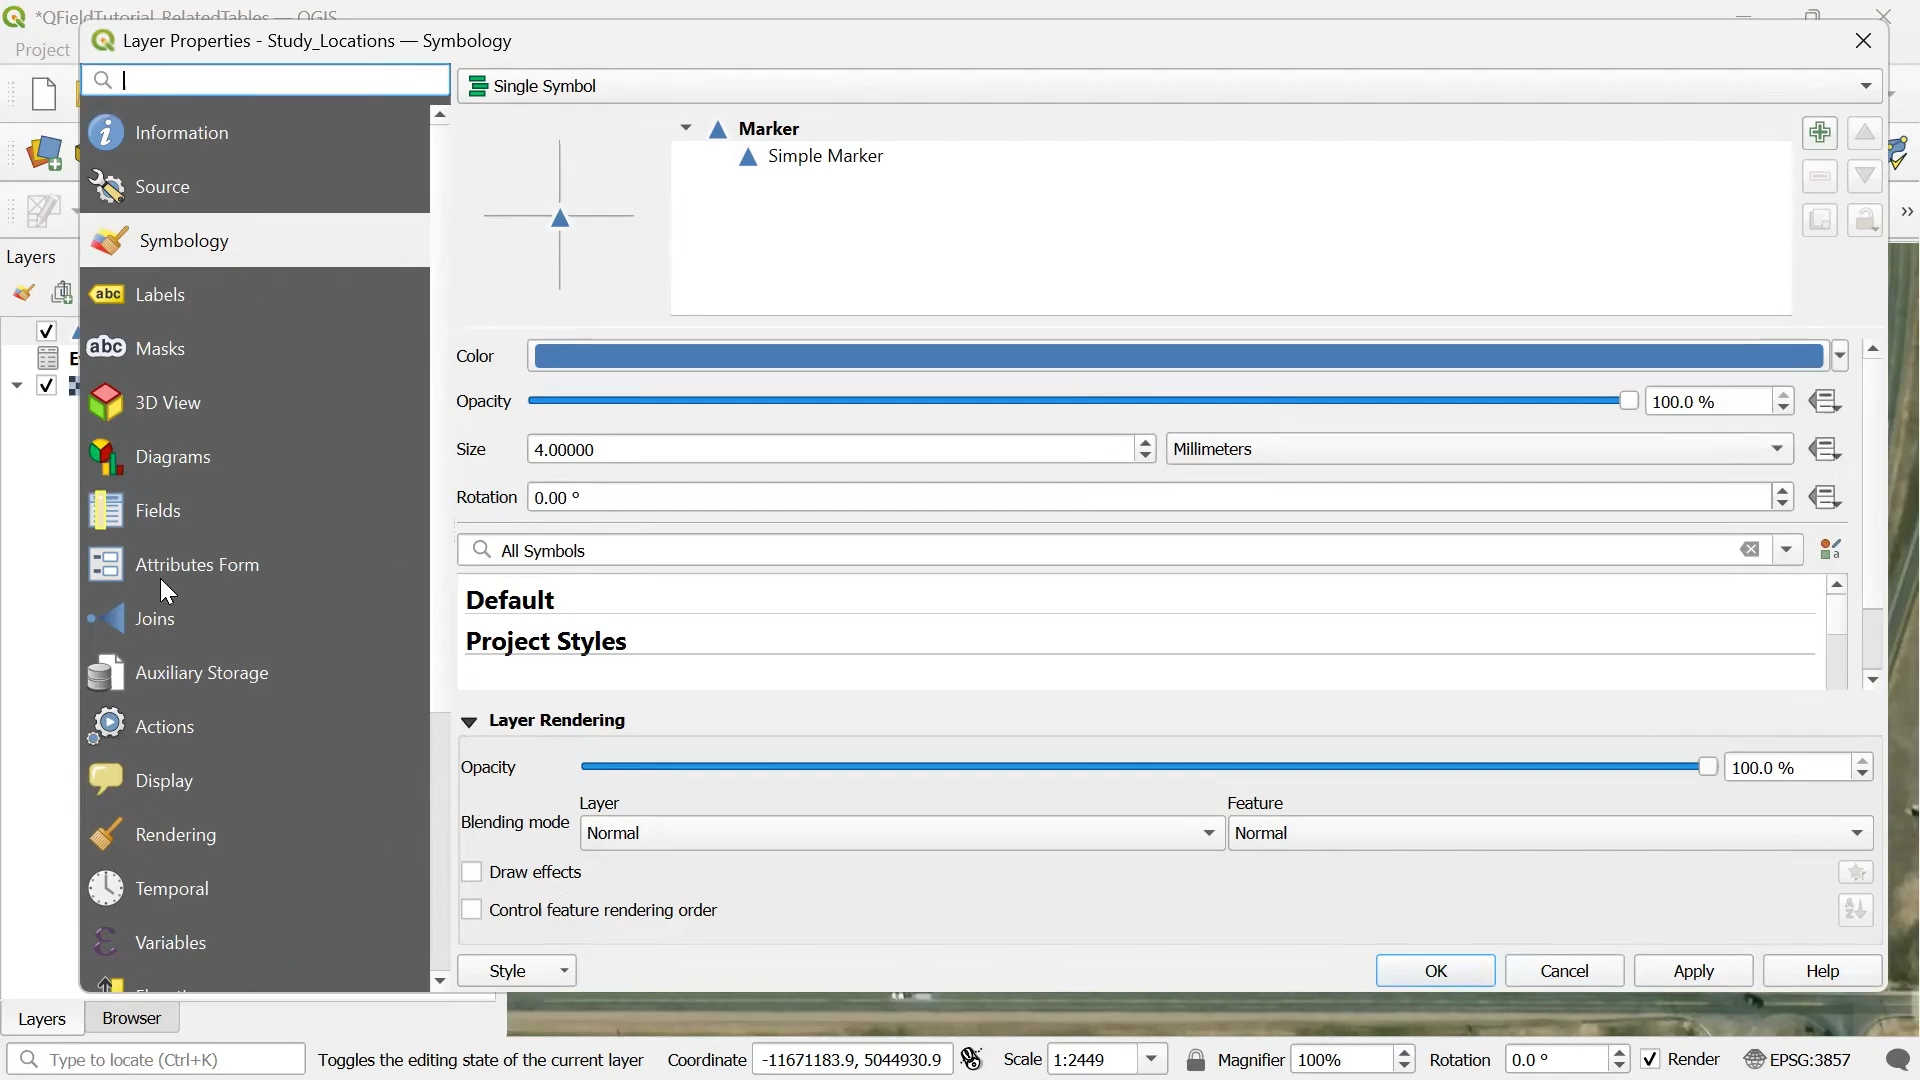 *QFieldTutorial_RelatedTables — QGIS
Project
Layer Properties - Study_Locations — Symbology
Single Symbol
Information
Source
Symbology
Labels
Masks
3D View
Diagrams
Fields
Attributes Form
Joins
Auxiliary Storage
Actions
Display
Rendering
Temporal
Variables
Marker
Simple Marker
Color
Opacity 100.0 %
Size 4.00000 Millimeters
Rotation 0.00 °
All Symbols
Default
Project Styles
Layer Rendering
Opacity 100.0 %
Layer Feature
Blending mode Normal Normal
Draw effects
Control feature rendering order
Style OK Cancel Apply Help
Layers
abc
abc
Layers Browser
Type to locate (Ctrl+K) Toggles the editing state of the current layer Coordinate -11671183.9, 5044930.9 Scale 1:2449 Magnifier 100% Rotation 0.0 ° Render EPSG:3857